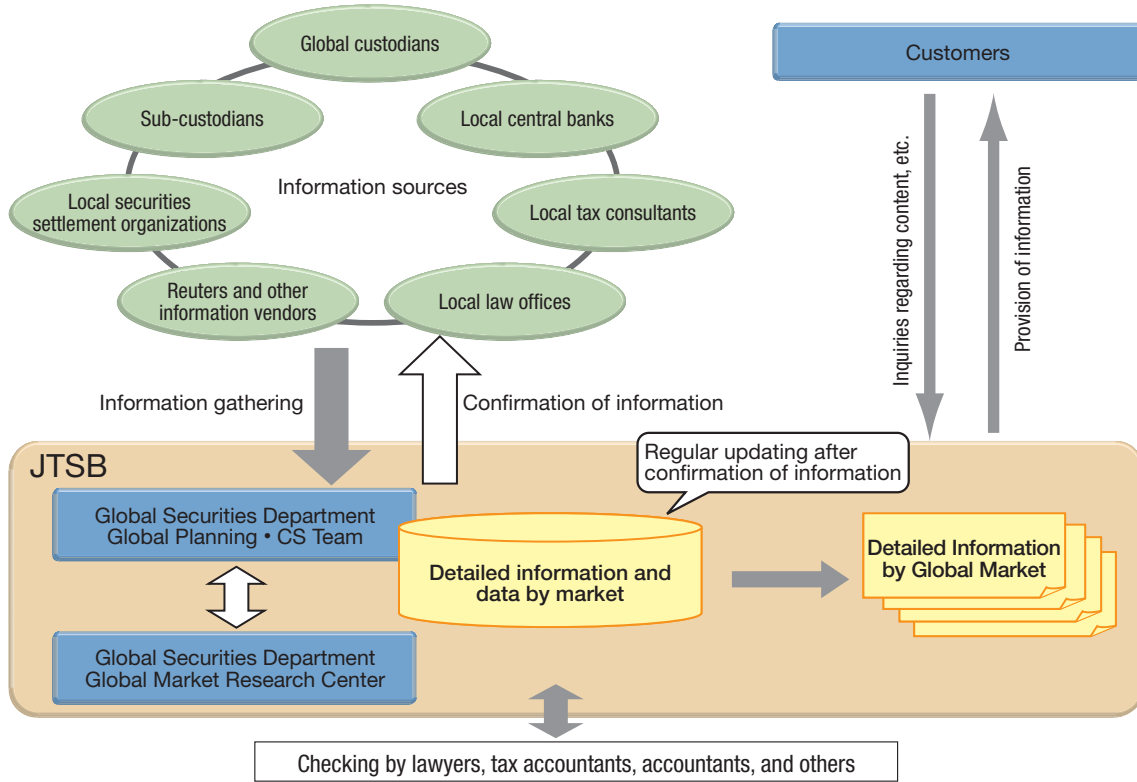 Global custodians
Customers
Sub-custodians
Local central banks
Information sources
Local securities
settlement organizations
Local tax consultants
Reuters and other
information vendors
Local law offices
Inquiries regarding content, etc.
Provision of information
Information gathering
Confirmation of information
JTSB
Regular updating after
confirmation of information
Global Securities Department
Global Planning • CS Team
Detailed information and
data by market
Detailed Information
by Global Market
Global Securities Department
Global Market Research Center
Checking by lawyers, tax accountants, accountants, and others